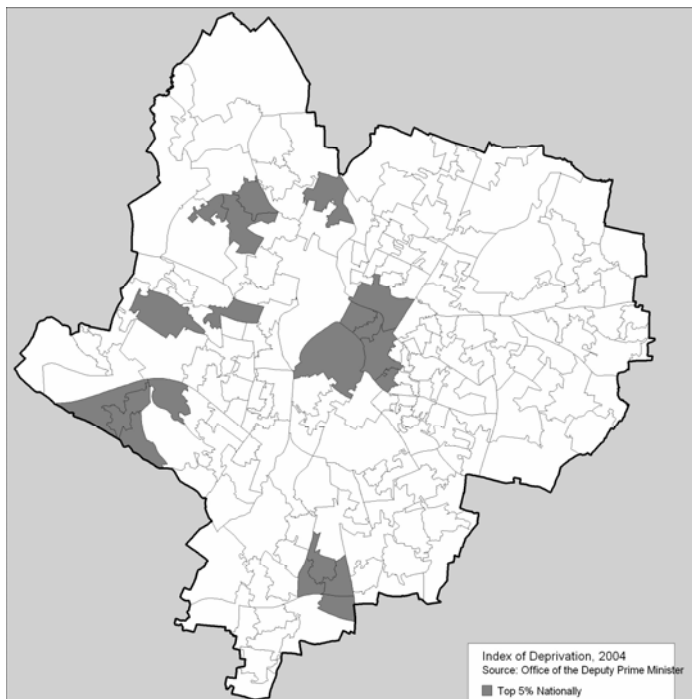 Index of Deprivation, 2004
Source: Office of the Deputy Prime Minister
Top 5% Nationally